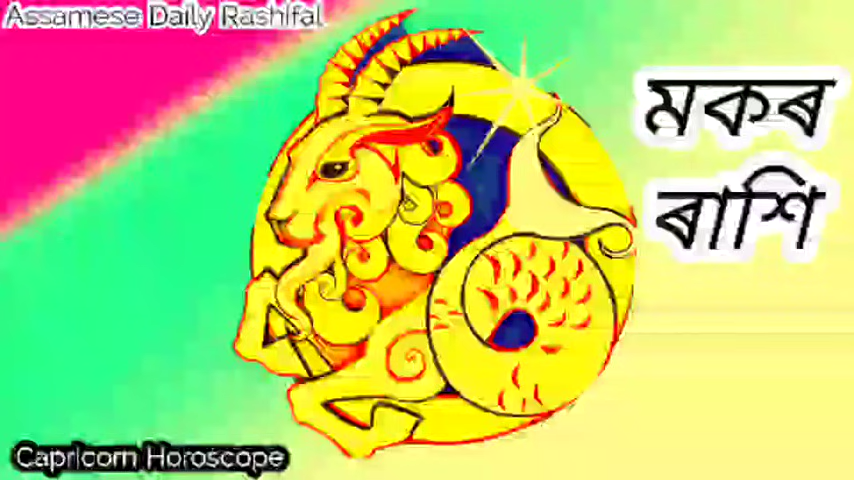 Assamese Daily Rashifal
মকৰ
ৰাশি
Capricorn Horoscope